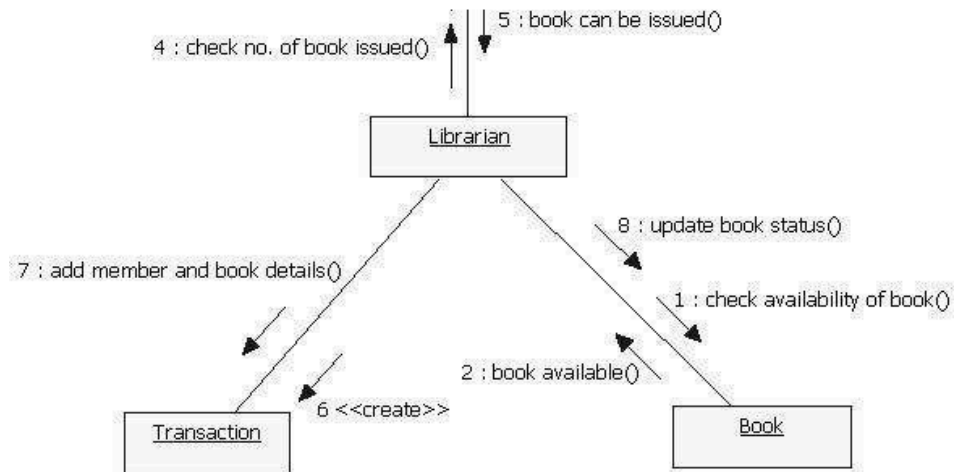 5 : book can be issued()
4 : check no. of book issued()
Librarian
8 : update book status()
7 : add member and book details()
1 : check availability of book()
2 : book available()
6 <<create>>
Transaction
Book